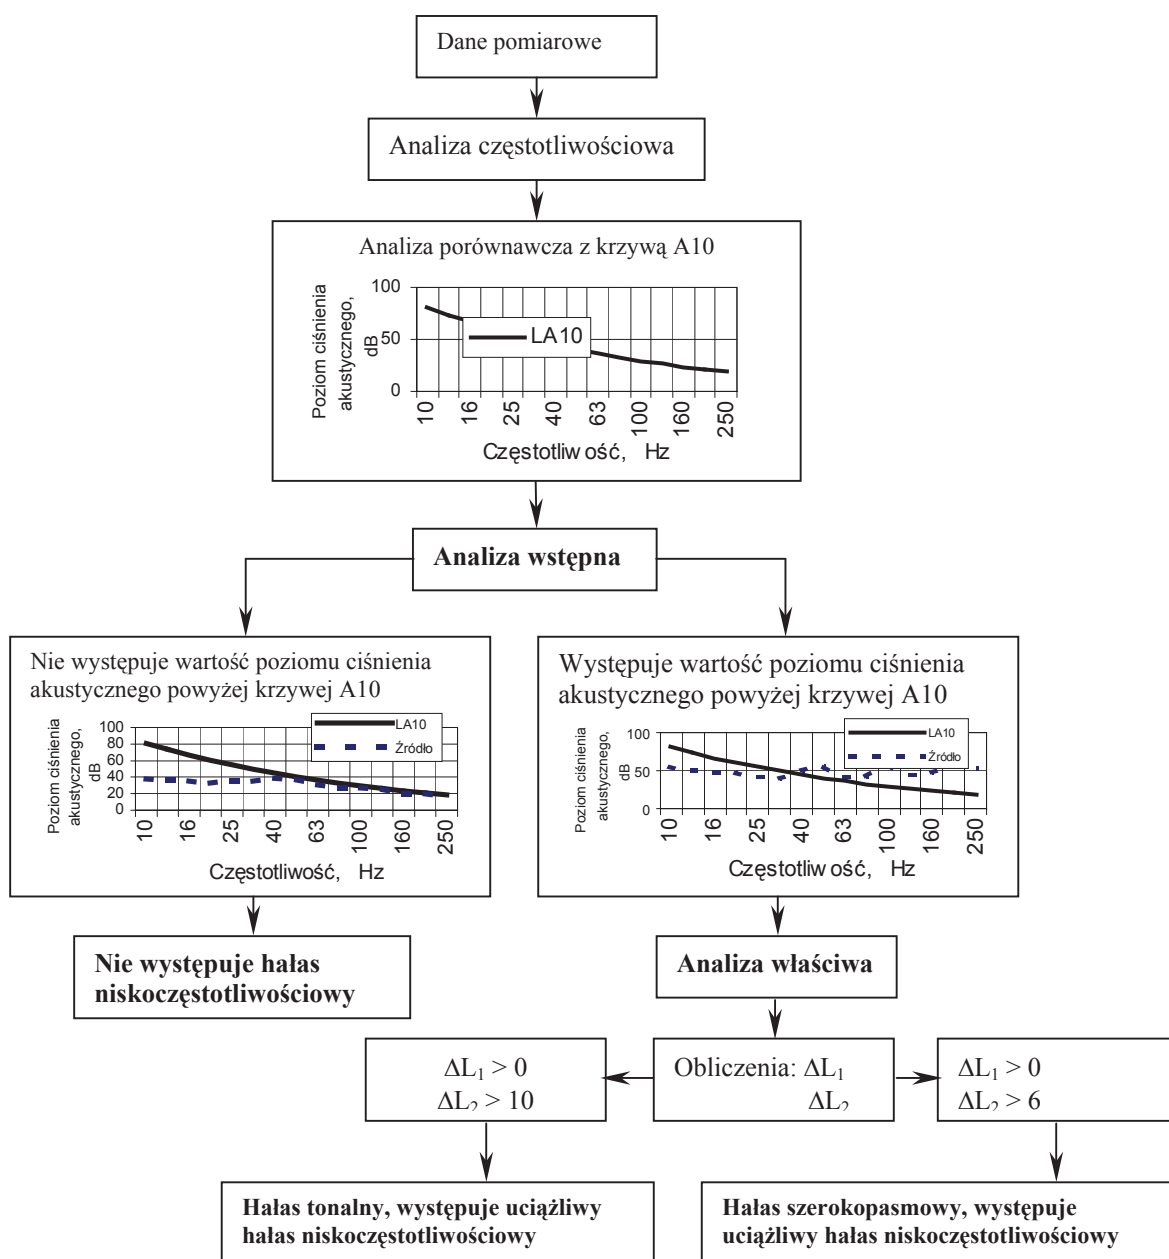 Dane pomiarowe
Analiza częstotliwościowa
Analiza porównawcza z krzywą A10
Poziom ciśnienia
akustycznego,
dB
100
50
0
LA10
10 16 25 40 63 100 160 250
Częstotliw ość, Hz
Analiza wstępna
Nie występuje wartość poziomu ciśnienia
akustycznego powyżej krzywej A10
Poziom ciśnienia
akustycznego,
dB
100
80
60
40
20
0
LA10
Źródło
10 16 25 40 63 100 160 250
Częstotliwość, Hz
Nie występuje hałas
niskoczęstotliwościowy
Występuje wartość poziomu ciśnienia
akustycznego powyżej krzywej A10
Poziom ciśnienia
akustycznego,
dB
100
50
0
LA10
Źródło
10 16 25 40 63 100 160 250
Częstotliw ość, Hz
Analiza właściwa
Obliczenia: ΔL₁
ΔL₂
ΔL₁ > 0
ΔL₂ > 10
ΔL₁ > 0
ΔL₂ > 6
Hałas tonalny, występuje uciążliwy
hałas niskoczęstotliwościowy
Hałas szerokopasmowy, występuje
uciążliwy hałas niskoczęstotliwościowy